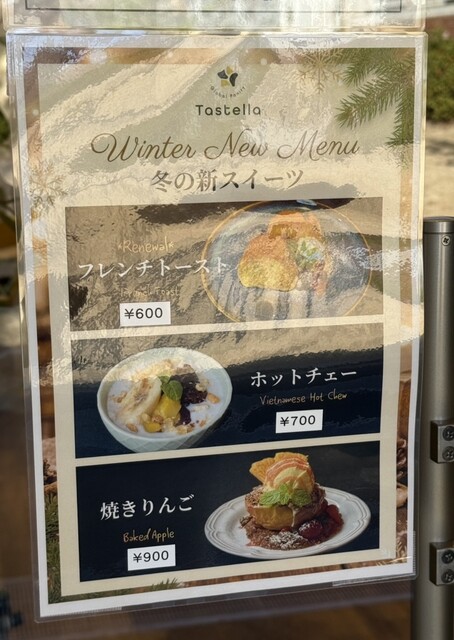 Tastella
Winter New Menu
冬の新スイーツ
*Renewal*
フレンチトースト
French Toast
¥600
ホットチェー
Vietnamese Hot Chew
¥700
焼きりんご
Baked Apple
¥900